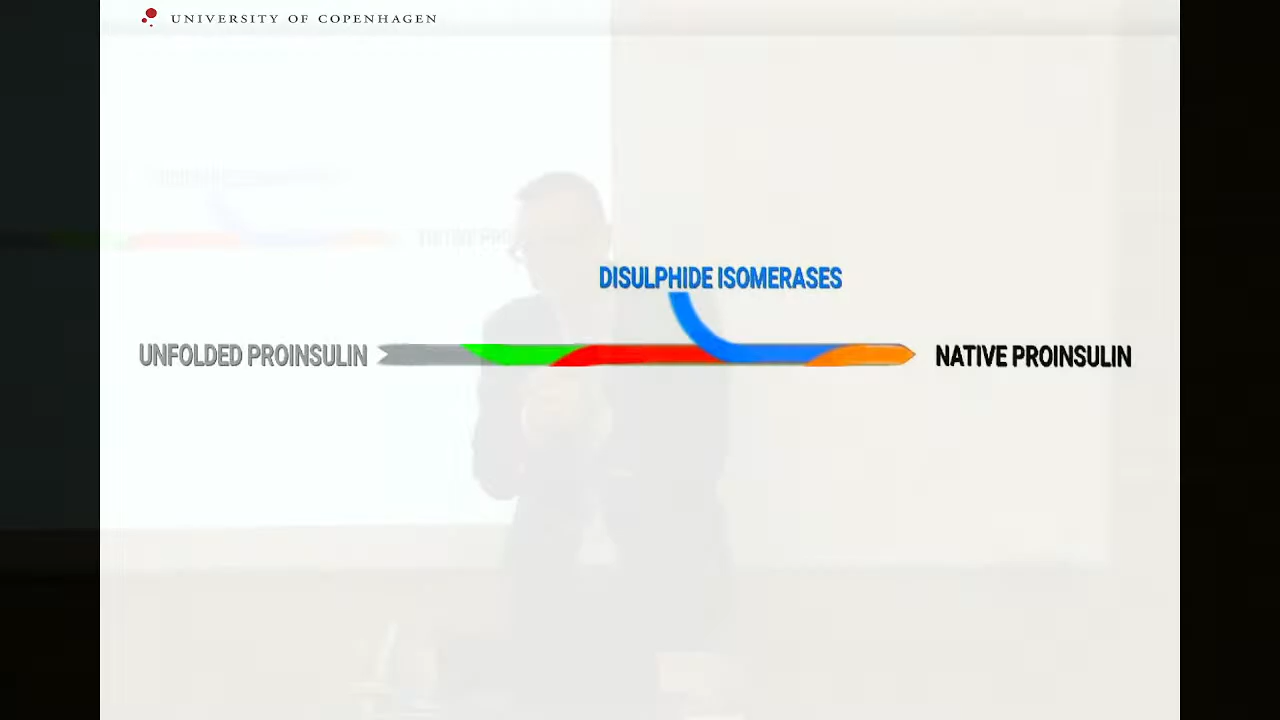 UNIVERSITY OF COPENHAGEN
DISULPHIDE ISOMERASES
UNFOLDED PROINSULIN
NATIVE PROINSULIN